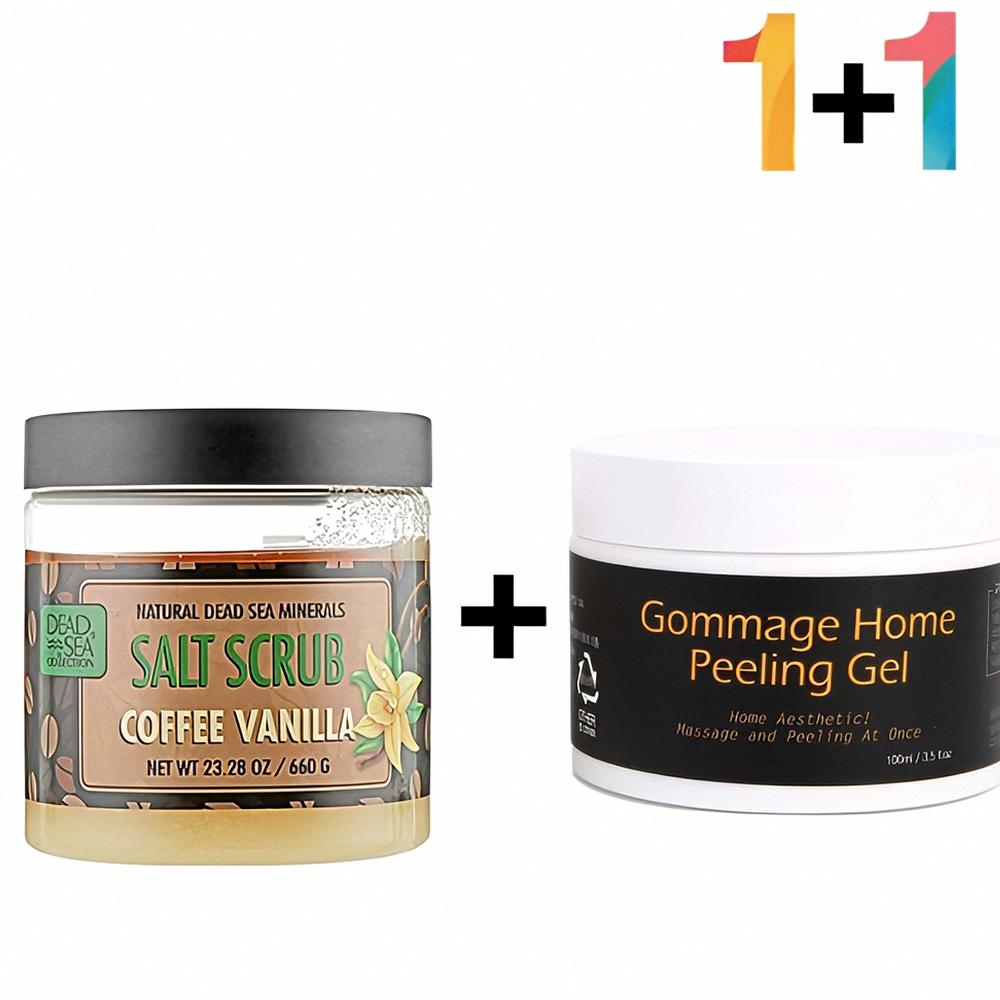 1+1
DEAD
SEA
COLLECTION
NATURAL DEAD SEA MINERALS
SALT SCRUB
COFFEE VANILLA
NET WT 23.28 OZ / 660 G
+
Gommage Home
Peeling Gel
Home Aesthetic!
Massage and Peeling At Once
100ml / 3.5 f.oz